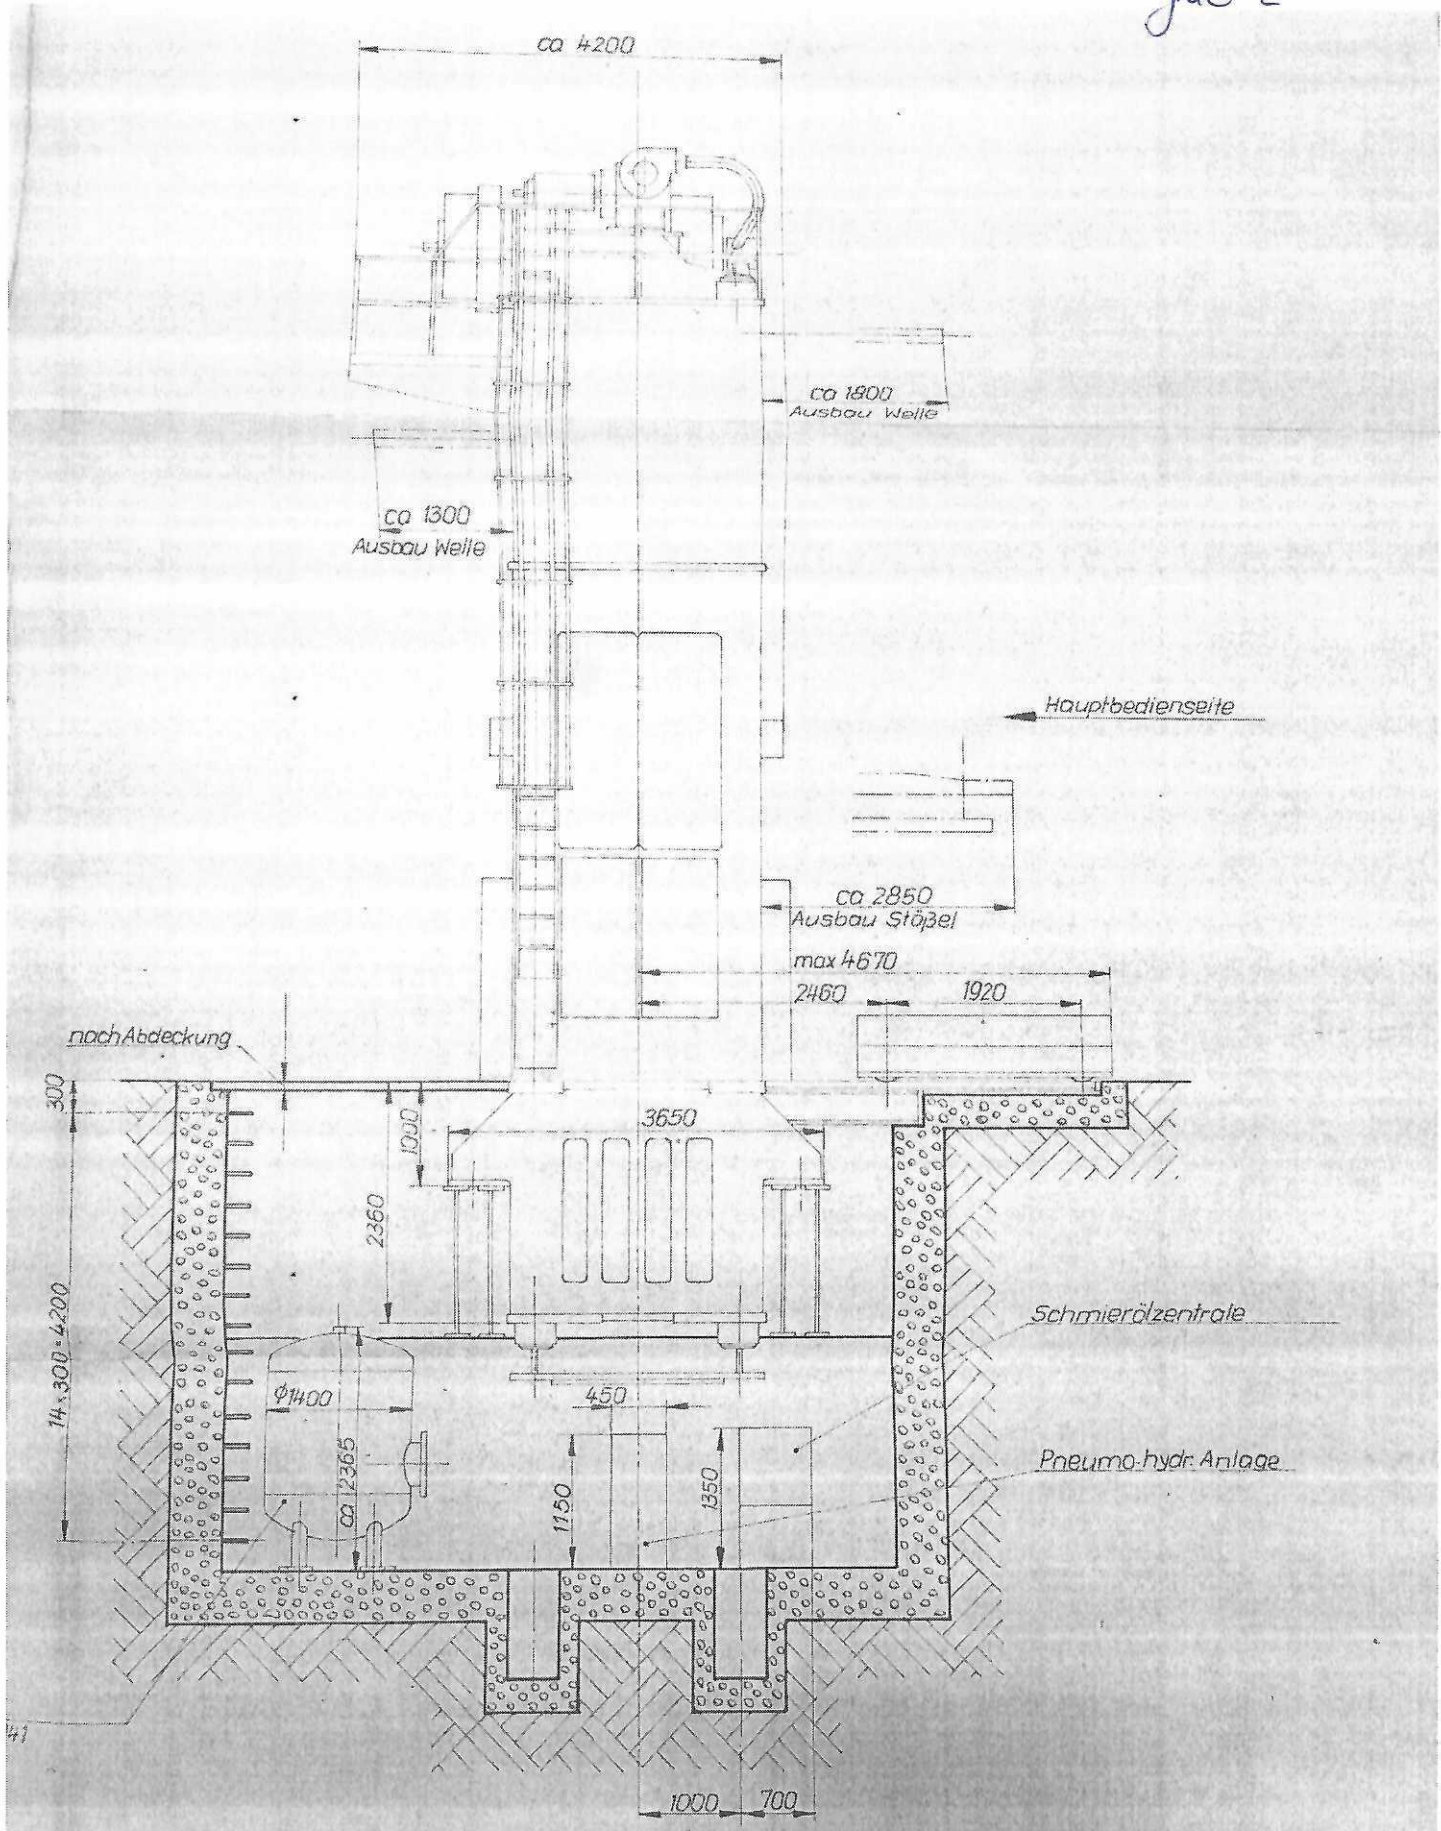 ca 4200
ca 1800
Ausbau Welle
ca 1300
Ausbau Welle
Hauptbedienseite
ca 2850
Ausbau Stößel
max 4670
2460
1920
nach Abdeckung
300
1000
3650
2360
14×300=4200
Schmierölzentrale
ϕ1400
450
ca 2365
1150
1350
Pneumo-hydr. Anlage
41
1000
700